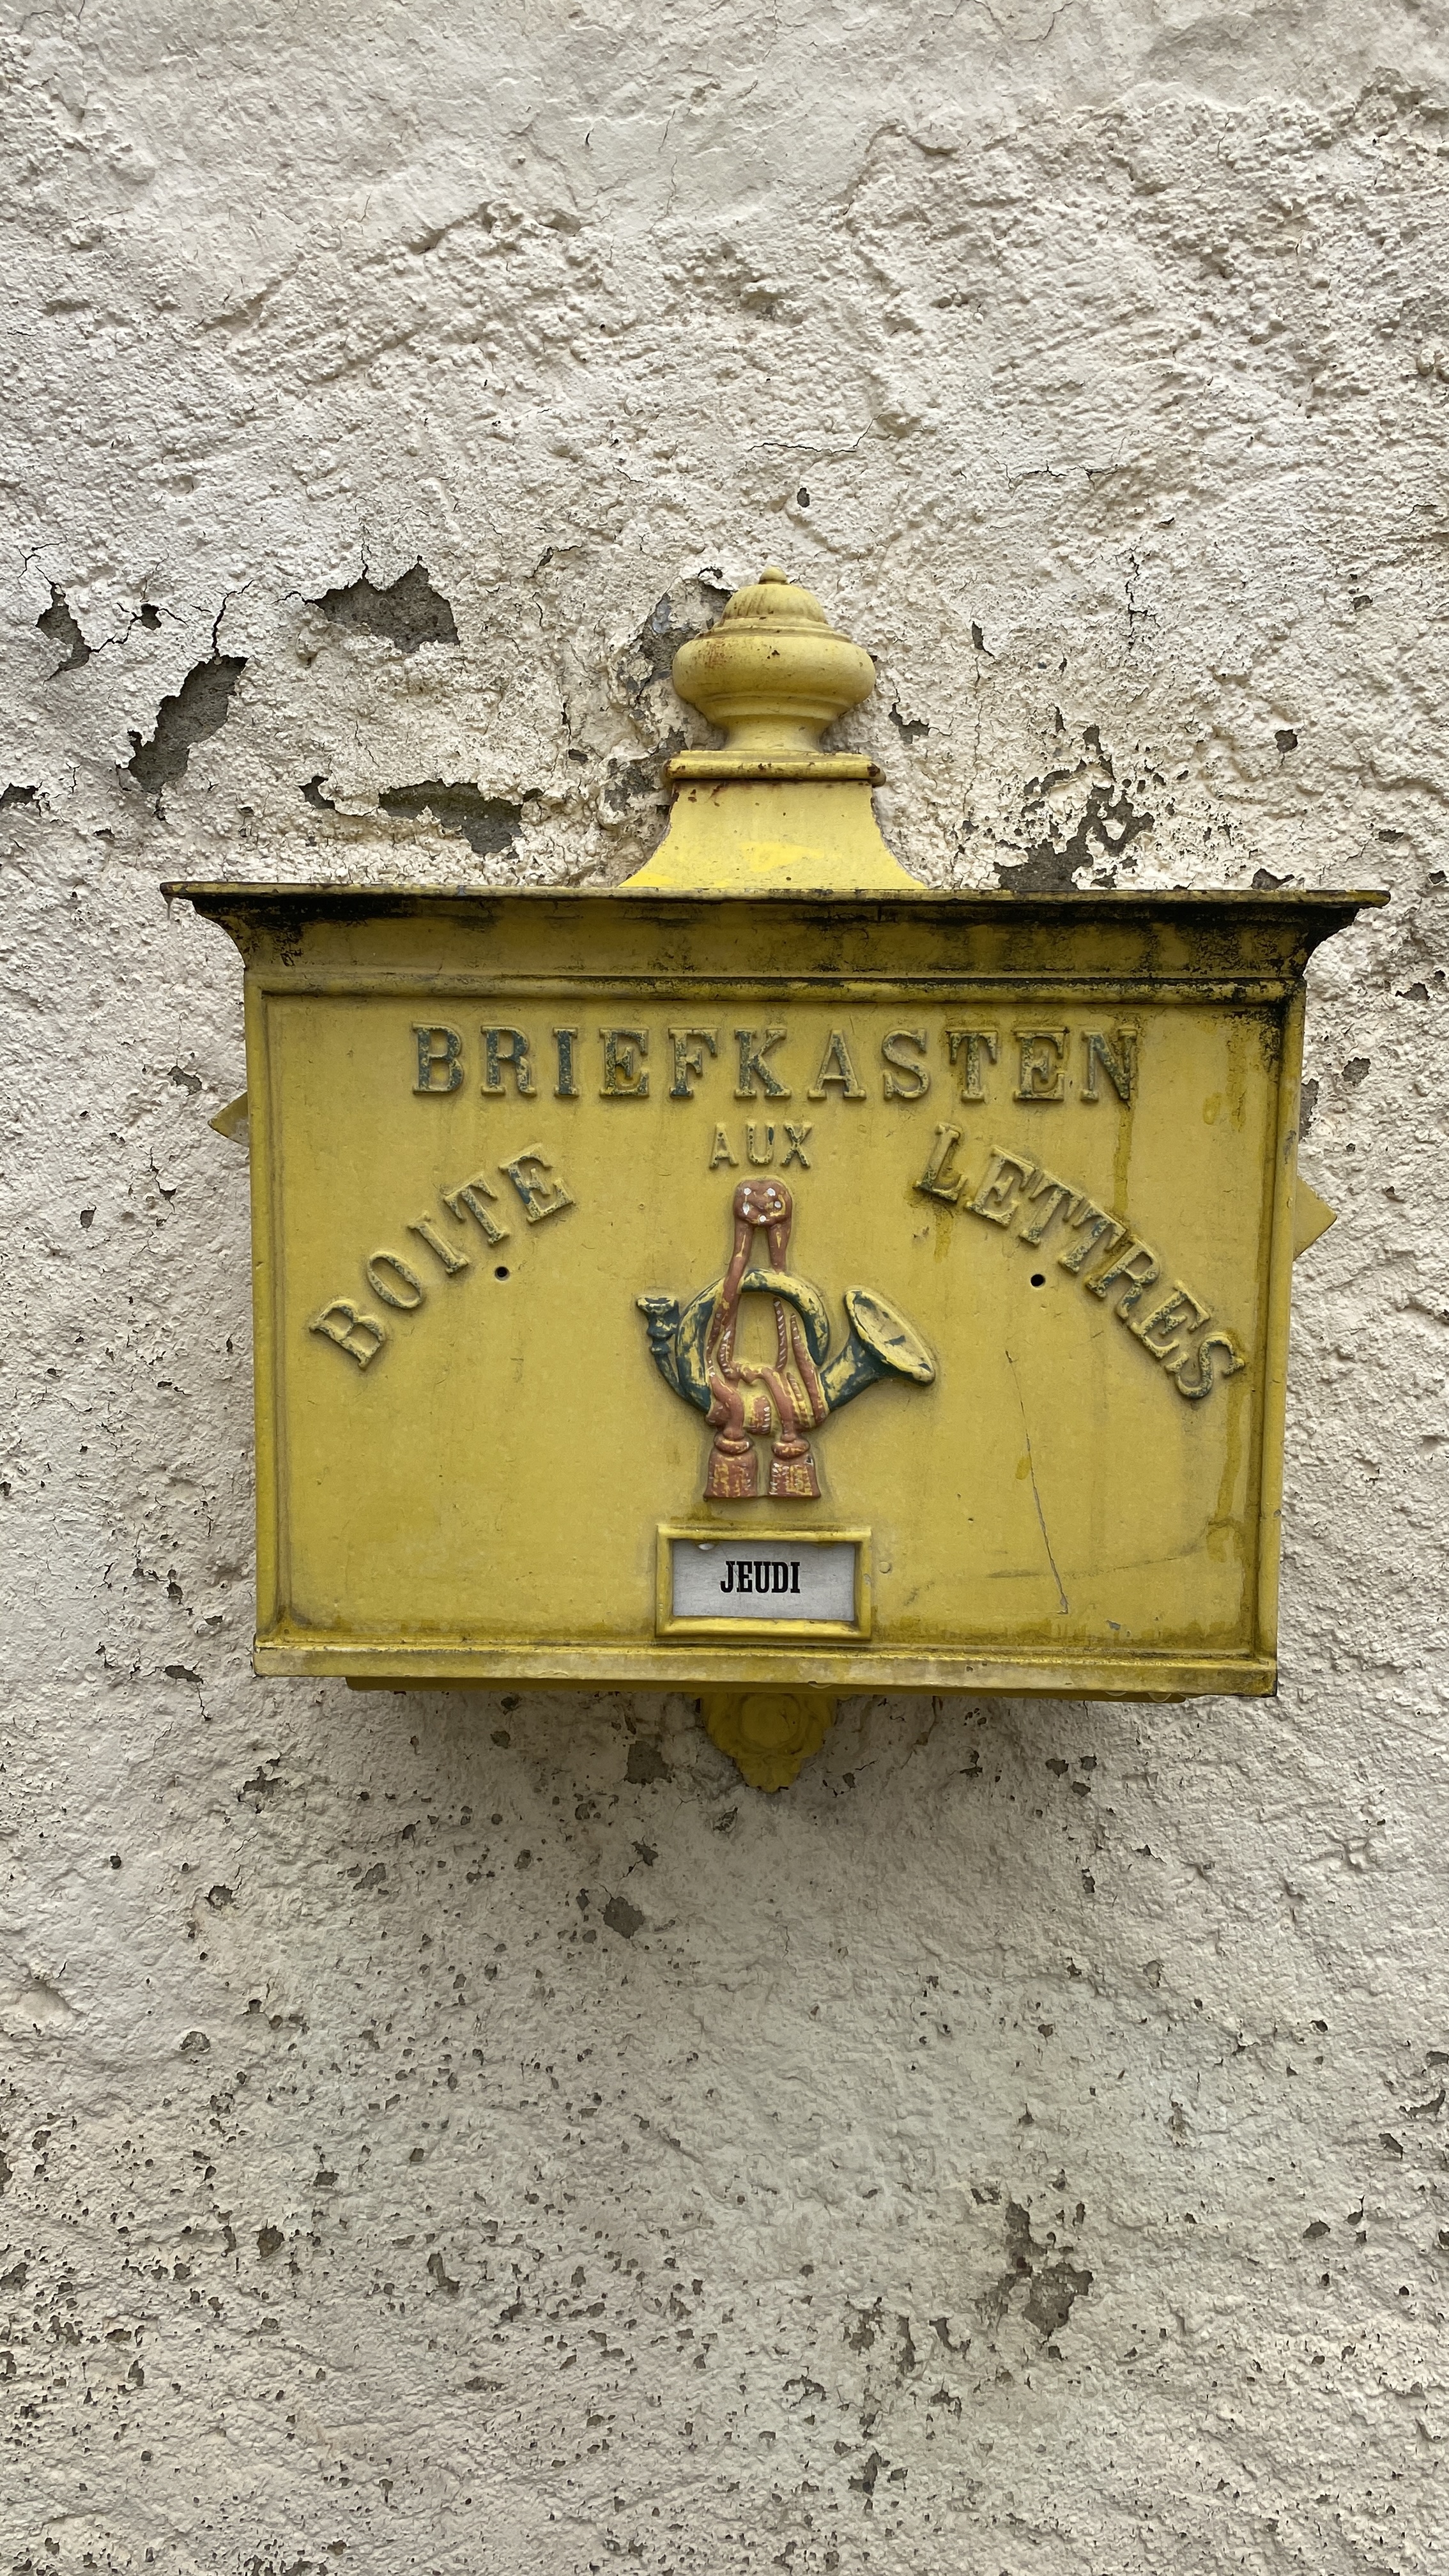 BRIEFKASTEN
BOITE AUX LETTRES
JEUDI